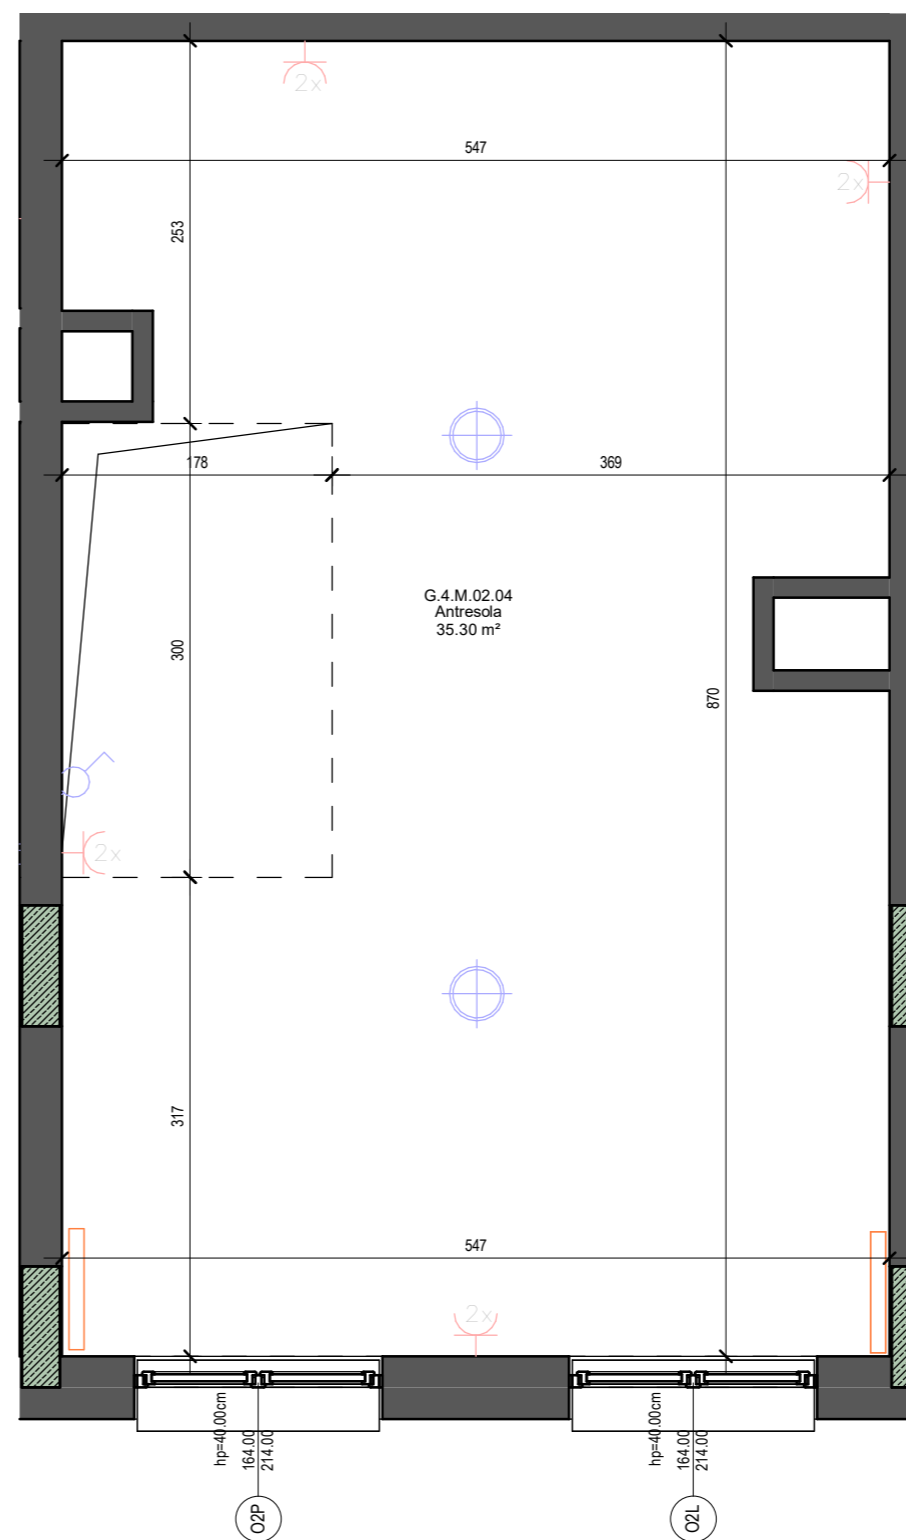 2x
547
2x
253
178
369
G.4.M.02.04
Antresola
35.30 m²
300
870
2x
317
547
2x
hp=40.00cm
164.00
214.00
hp=40.00cm
164.00
214.00
O2P
O2L